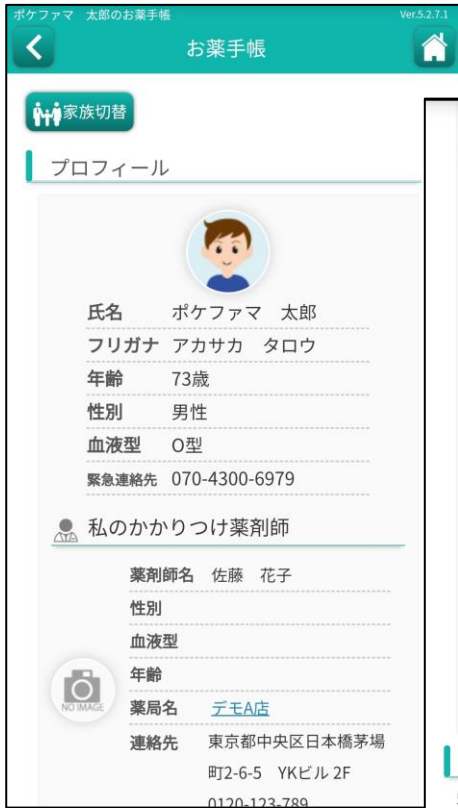 ポケファマ　太郎のお薬手帳 Ver.5.2.7.1
お薬手帳
家族切替
プロフィール
氏名 ポケファマ　太郎
フリガナ アカサカ　タロウ
年齢 73歳
性別 男性
血液型 O型
緊急連絡先 070-4300-6979
私のかかりつけ薬剤師
薬剤師名 佐藤　花子
性別
血液型
年齢
NO IMAGE
薬局名 デモA店
連絡先 東京都中央区日本橋茅場
町2-6-5 YKビル 2F
0120-123-789